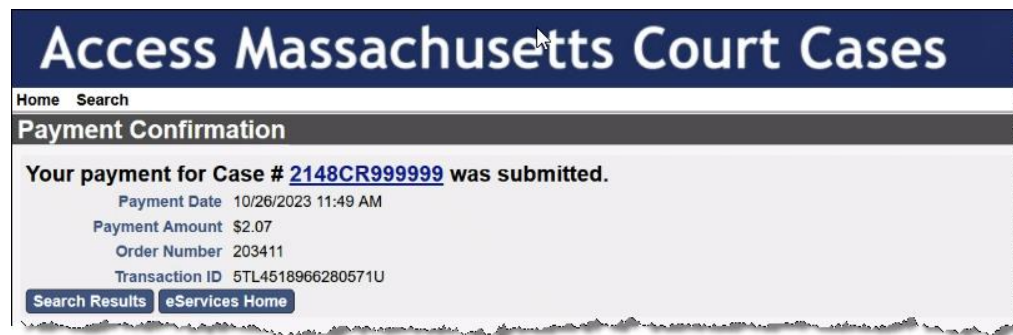 Access Massachusetts Court Cases
Home Search
Payment Confirmation
Your payment for Case # 2148CR999999 was submitted.
Payment Date 10/26/2023 11:49 AM
Payment Amount $2.07
Order Number 203411
Transaction ID 5TL4518966280571U
Search Results eServices Home